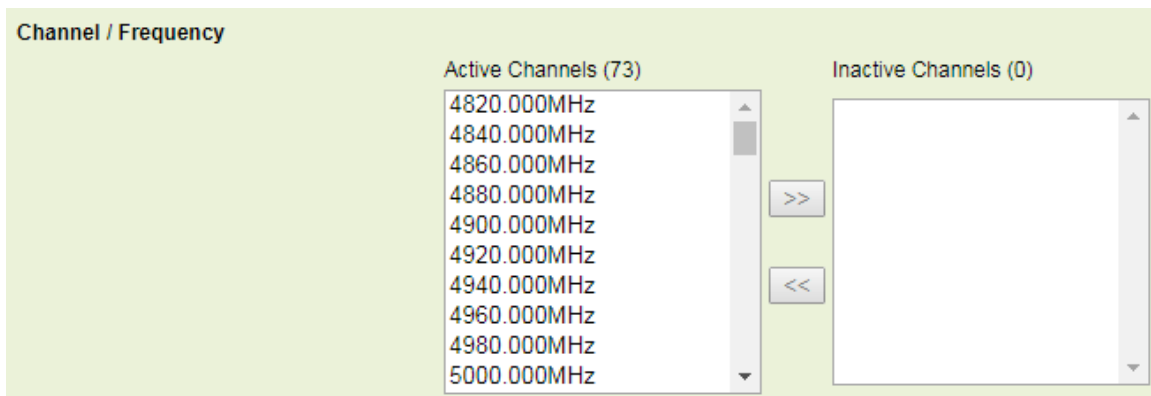 Channel / Frequency
Active Channels (73)
Inactive Channels (0)
4820.000MHz
4840.000MHz
4860.000MHz
4880.000MHz
4900.000MHz
4920.000MHz
4940.000MHz
4960.000MHz
4980.000MHz
5000.000MHz
>>
<<